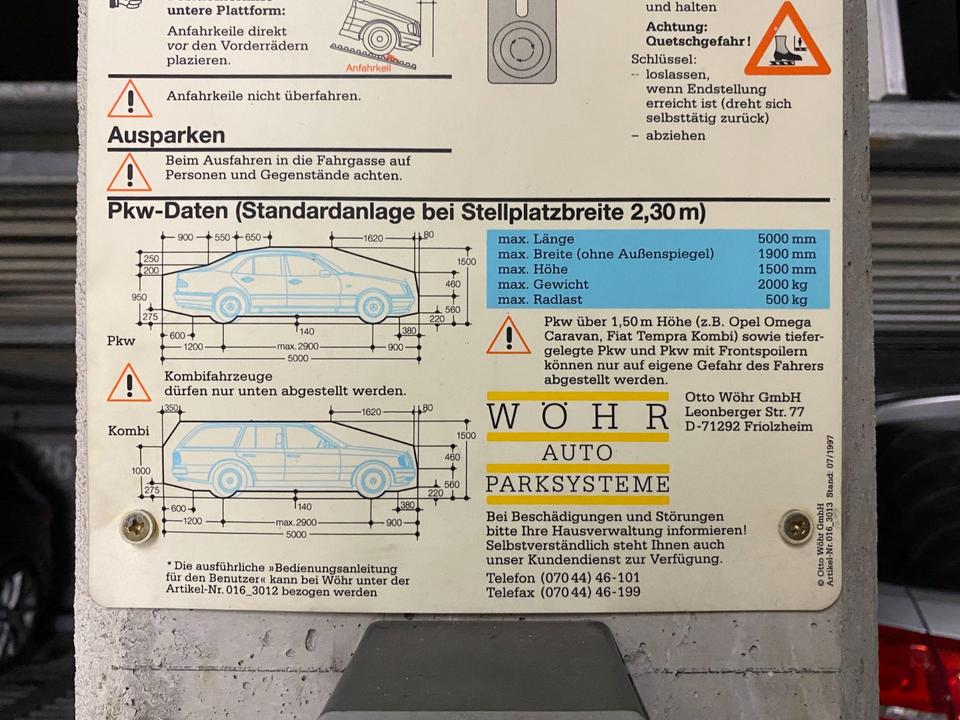 untere Plattform:
Anfahrkeile direkt
vor den Vorderrädern
plazieren.
Anfahrkeil
Anfahrkeile nicht überfahren.
und halten
Achtung:
Quetschgefahr!
Schlüssel:
– loslassen,
wenn Endstellung
erreicht ist (dreht sich
selbsttätig zurück)
– abziehen
Ausparken
Beim Ausfahren in die Fahrgasse auf
Personen und Gegenstände achten.
Pkw-Daten (Standardanlage bei Stellplatzbreite 2,30 m)
900 550 650 1620 80
250
200
950
275
1500
460
560
220
140
600 380
1200 max. 2900 900
5000
Pkw
max. Länge 5000 mm
max. Breite (ohne Außenspiegel) 1900 mm
max. Höhe 1500 mm
max. Gewicht 2000 kg
max. Radlast 500 kg
Pkw über 1,50 m Höhe (z.B. Opel Omega
Caravan, Fiat Tempra Kombi) sowie tiefer-
gelegte Pkw und Pkw mit Frontspoilern
können nur auf eigene Gefahr des Fahrers
abgestellt werden.
Kombifahrzeuge
dürfen nur unten abgestellt werden.
350 1620 80
Kombi
1000
275
1500
460
560
220
140
600 380
1200 max. 2900 900
5000
WÖHR
AUTO
PARKSYSTEME
Otto Wöhr GmbH
Leonberger Str. 77
D-71292 Friolzheim
Bei Beschädigungen und Störungen
bitte Ihre Hausverwaltung informieren!
Selbstverständlich steht Ihnen auch
unser Kundendienst zur Verfügung.
Telefon (070 44) 46-101
Telefax (070 44) 46-199
* Die ausführliche »Bedienungsanleitung
für den Benutzer« kann bei Wöhr unter der
Artikel-Nr. 016_3012 bezogen werden
© Otto Wöhr GmbH
Artikel-Nr. 016_3013 Stand: 07/1997